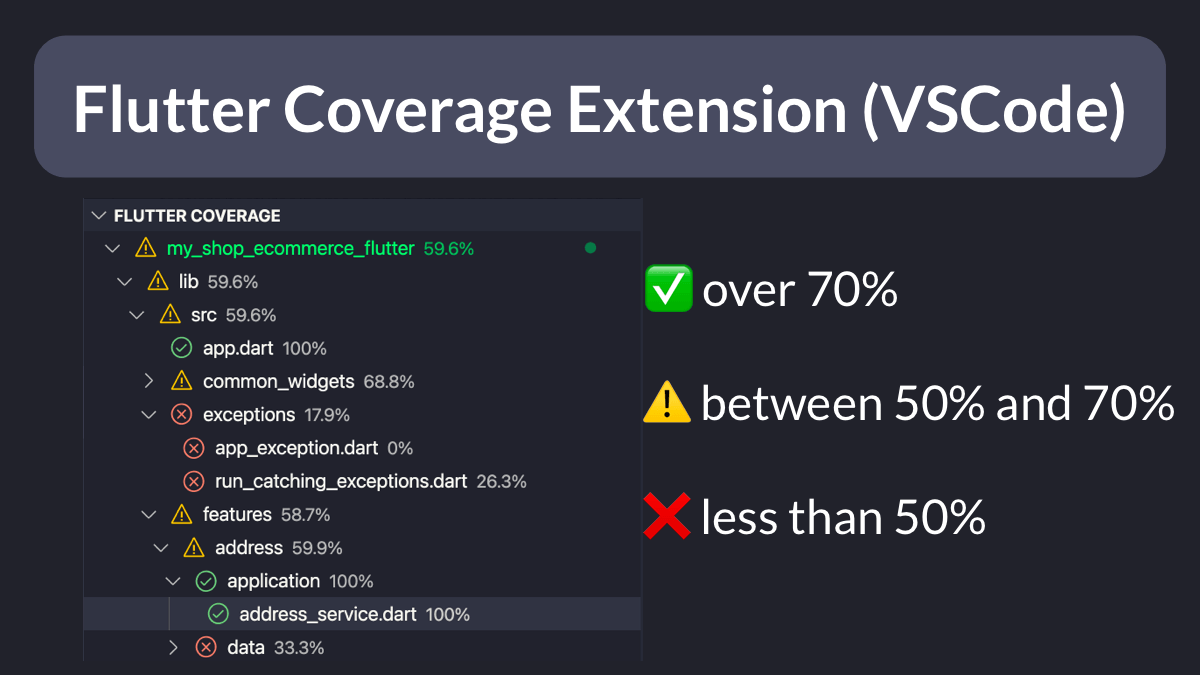 Flutter Coverage Extension (VSCode)
FLUTTER COVERAGE
my_shop_ecommerce_flutter 59.6%
lib 59.6%
src 59.6%
app.dart 100%
common_widgets 68.8%
exceptions 17.9%
app_exception.dart 0%
run_catching_exceptions.dart 26.3%
features 58.7%
address 59.9%
application 100%
address_service.dart 100%
data 33.3%
✅ over 70%
⚠️ between 50% and 70%
❌ less than 50%